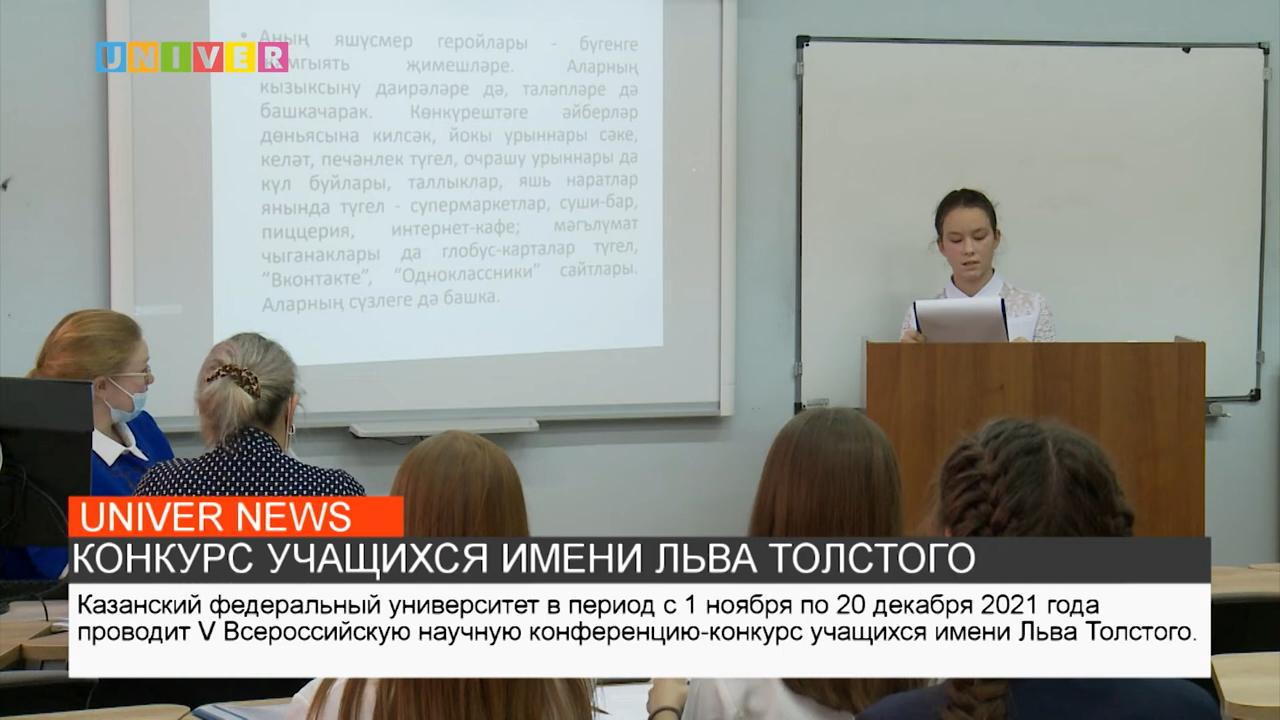 UNIVER
• Аның яшүсмер геройлары - бүгенге
җәмгыять җимешләре. Аларның
кызыксыну даирәләре дә, таләпләре дә
башкачарак. Көнкүрештәге әйберләр
дөньясына килсәк, йокы урыннары сәке,
келәт, печәнлек түгел, очрашу урыннары да
күл буйлары, таллыклар, яшь наратлар
янында түгел - супермаркетлар, суши-бар,
пиццерия, интернет-кафе; мәгълүмат
чыганаклары да глобус-карталар түгел,
"Вконтакте", "Одноклассники" сайтлары.
Аларның сүзлеге дә башка.
UNIVER NEWS
КОНКУРС УЧАЩИХСЯ ИМЕНИ ЛЬВА ТОЛСТОГО
Казанский федеральный университет в период с 1 ноября по 20 декабря 2021 года
проводит V Всероссийскую научную конференцию-конкурс учащихся имени Льва Толстого.